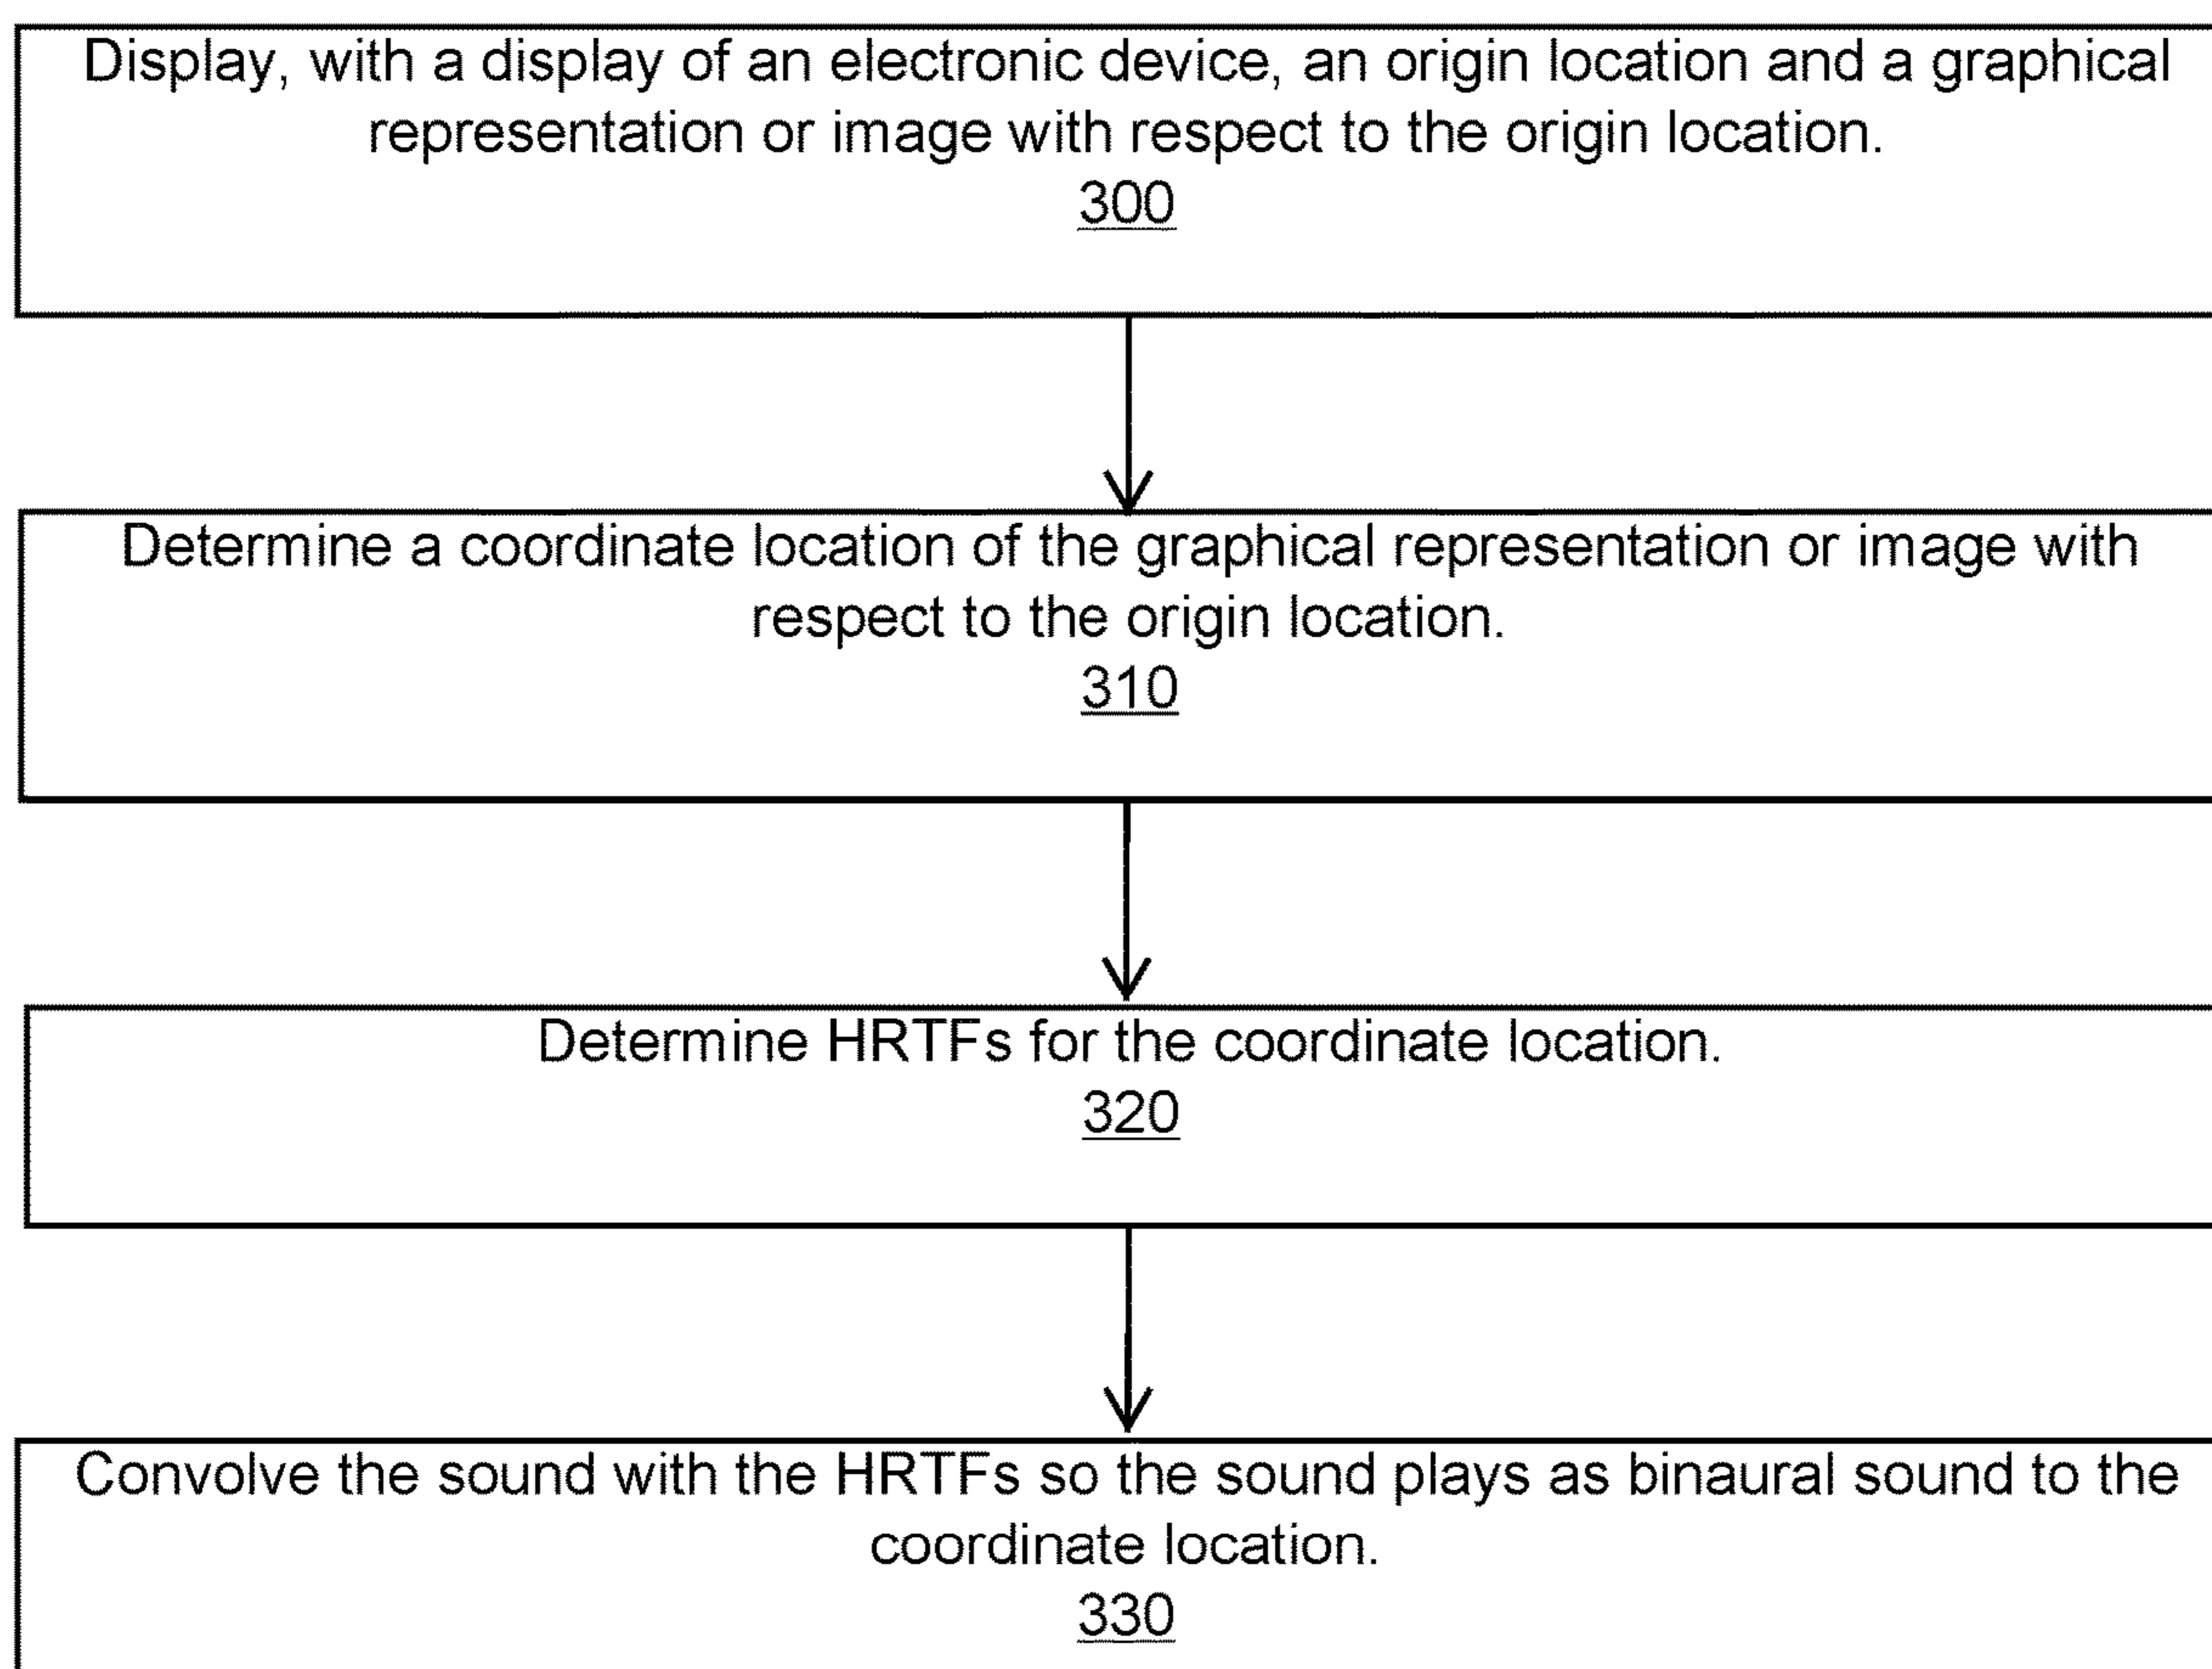 Display, with a display of an electronic device, an origin location and a graphical
representation or image with respect to the origin location.
300
Determine a coordinate location of the graphical representation or image with
respect to the origin location.
310
Determine HRTFs for the coordinate location.
320
Convolve the sound with the HRTFs so the sound plays as binaural sound to the
coordinate location.
330